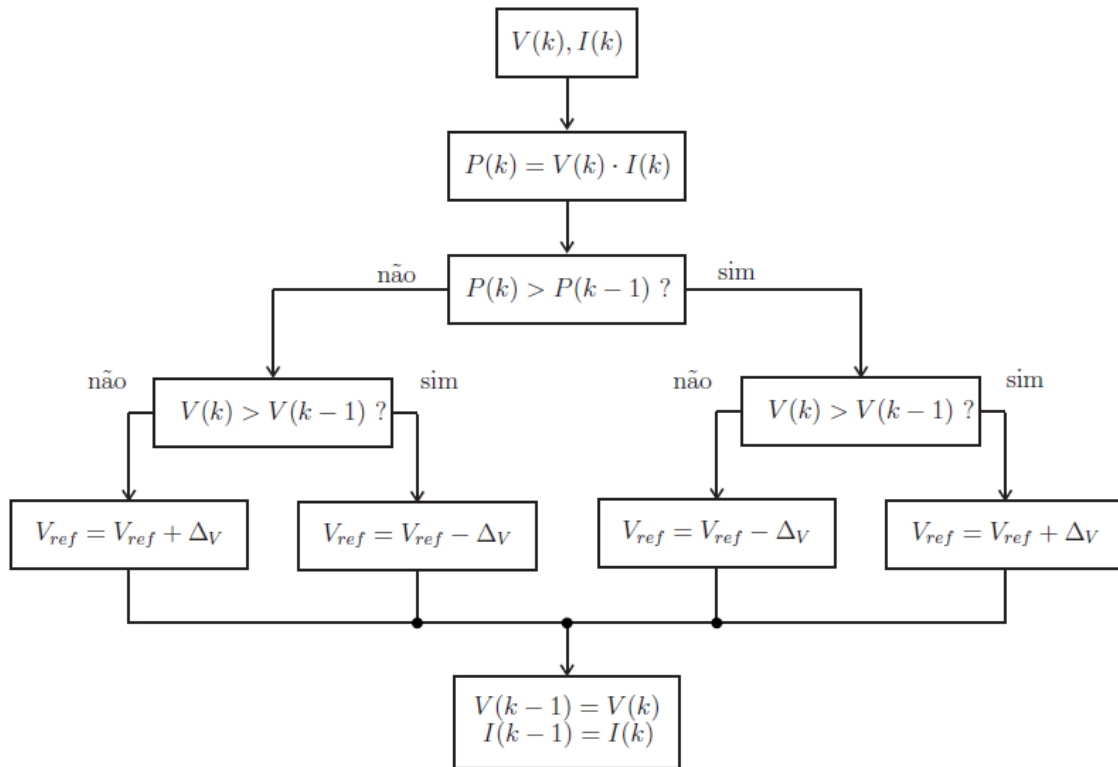 V(k), I(k)
P(k) = V(k) · I(k)
não
P(k) > P(k − 1) ?
sim
não
V(k) > V(k − 1) ?
sim
não
V(k) > V(k − 1) ?
sim
V_ref = V_ref + Δ_V
V_ref = V_ref − Δ_V
V_ref = V_ref − Δ_V
V_ref = V_ref + Δ_V
V(k − 1) = V(k)
I(k − 1) = I(k)